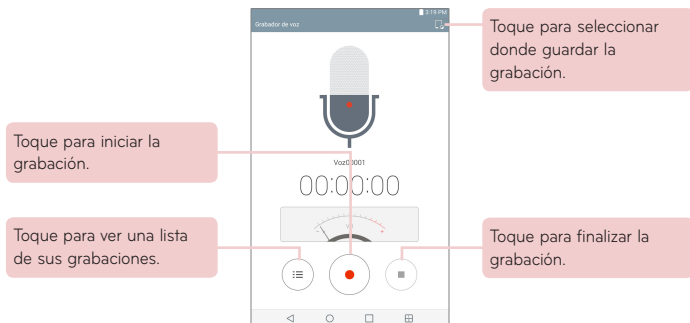 3:19 PM
Grabador de voz
Toque para seleccionar
donde guardar la
grabación.
Toque para iniciar la
grabación.
Voz00001
00:00:00
Toque para ver una lista
de sus grabaciones.
Toque para finalizar la
grabación.